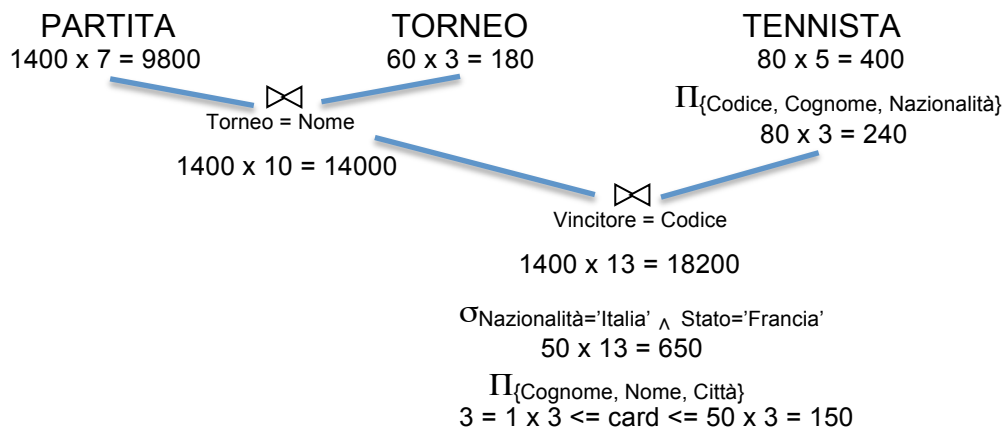 PARTITA TORNEO TENNISTA
1400 x 7 = 9800 60 x 3 = 180 80 x 5 = 400
Π{Codice, Cognome, Nazionalità}
⋈
Torneo = Nome
80 x 3 = 240
1400 x 10 = 14000
⋈
Vincitore = Codice
1400 x 13 = 18200
σNazionalità='Italia' ∧ Stato='Francia'
50 x 13 = 650
Π{Cognome, Nome, Città}
3 = 1 x 3 <= card <= 50 x 3 = 150